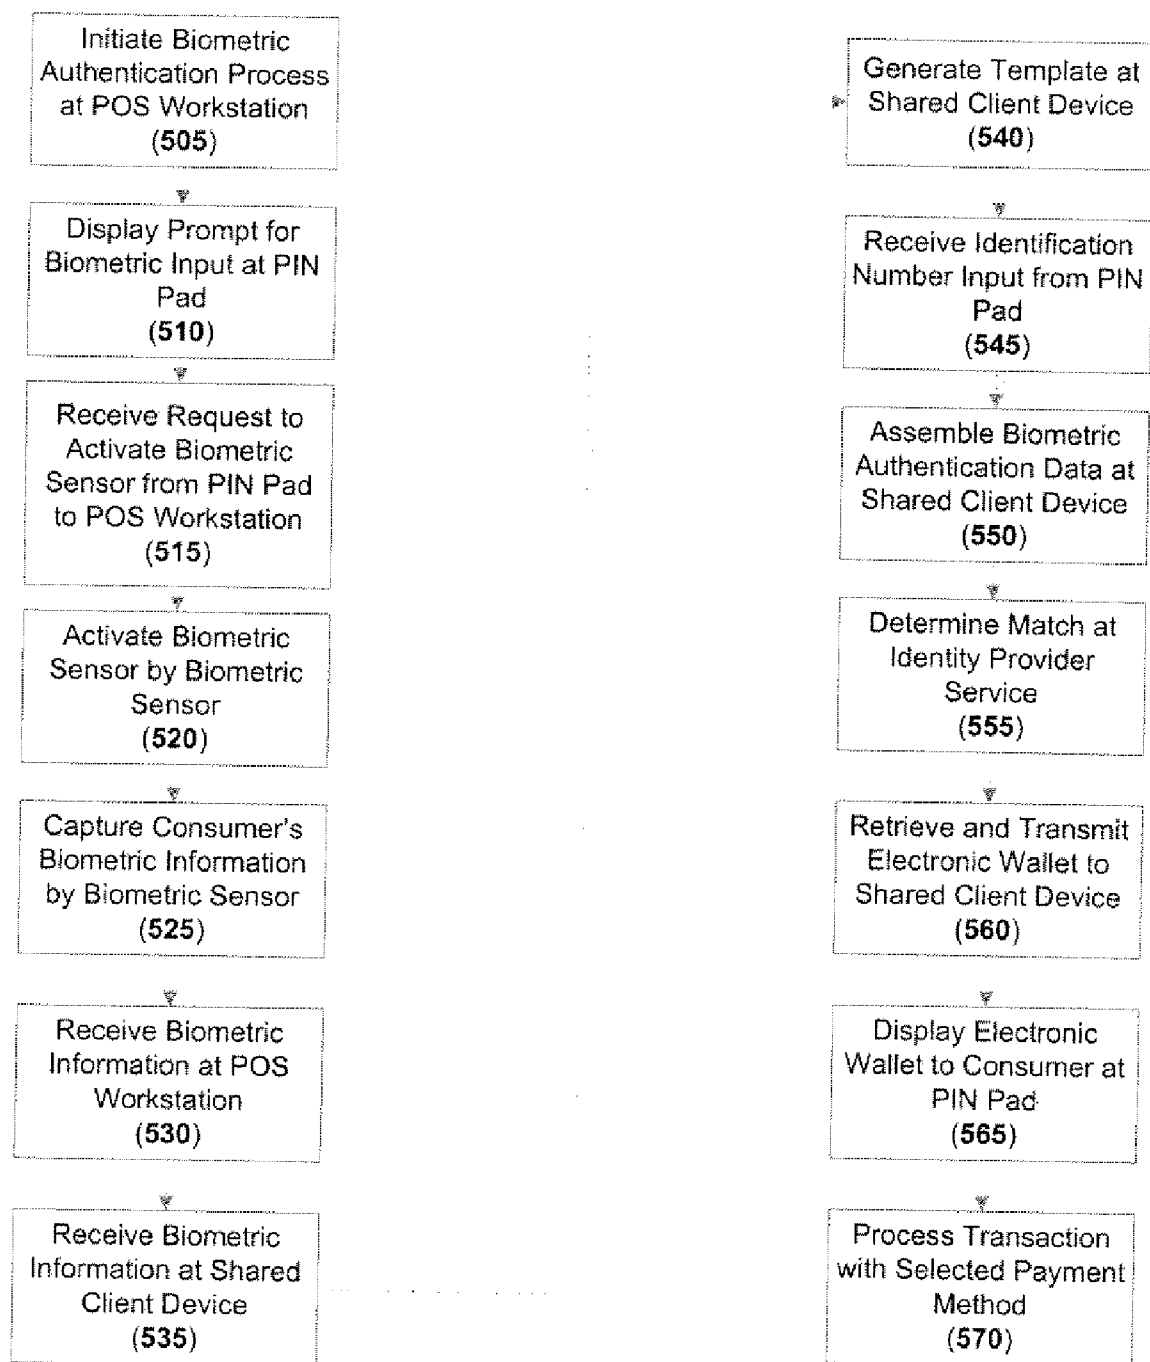 Initiate Biometric
Authentication Process
at POS Workstation
(505)
Display Prompt for
Biometric Input at PIN
Pad
(510)
Receive Request to
Activate Biometric
Sensor from PIN Pad
to POS Workstation
(515)
Activate Biometric
Sensor by Biometric
Sensor
(520)
Capture Consumer's
Biometric Information
by Biometric Sensor
(525)
Receive Biometric
Information at POS
Workstation
(530)
Receive Biometric
Information at Shared
Client Device
(535)
Generate Template at
Shared Client Device
(540)
Receive Identification
Number Input from PIN
Pad
(545)
Assemble Biometric
Authentication Data at
Shared Client Device
(550)
Determine Match at
Identity Provider
Service
(555)
Retrieve and Transmit
Electronic Wallet to
Shared Client Device
(560)
Display Electronic
Wallet to Consumer at
PIN Pad
(565)
Process Transaction
with Selected Payment
Method
(570)